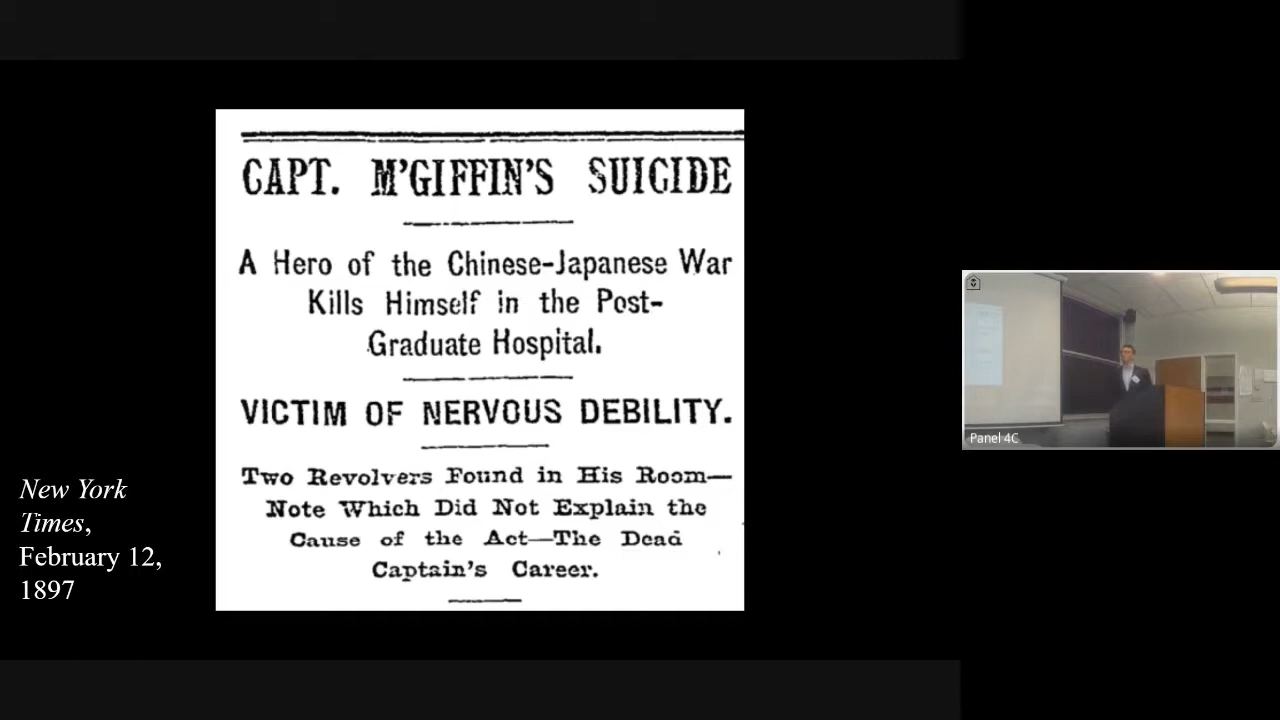 CAPT. M'GIFFIN'S SUICIDE
A Hero of the Chinese-Japanese War
Kills Himself in the Post-
Graduate Hospital.
VICTIM OF NERVOUS DEBILITY.
Two Revolvers Found in His Room—
Note Which Did Not Explain the
Cause of the Act—The Dead
Captain's Career.
New York
Times,
February 12,
1897
Panel 4C